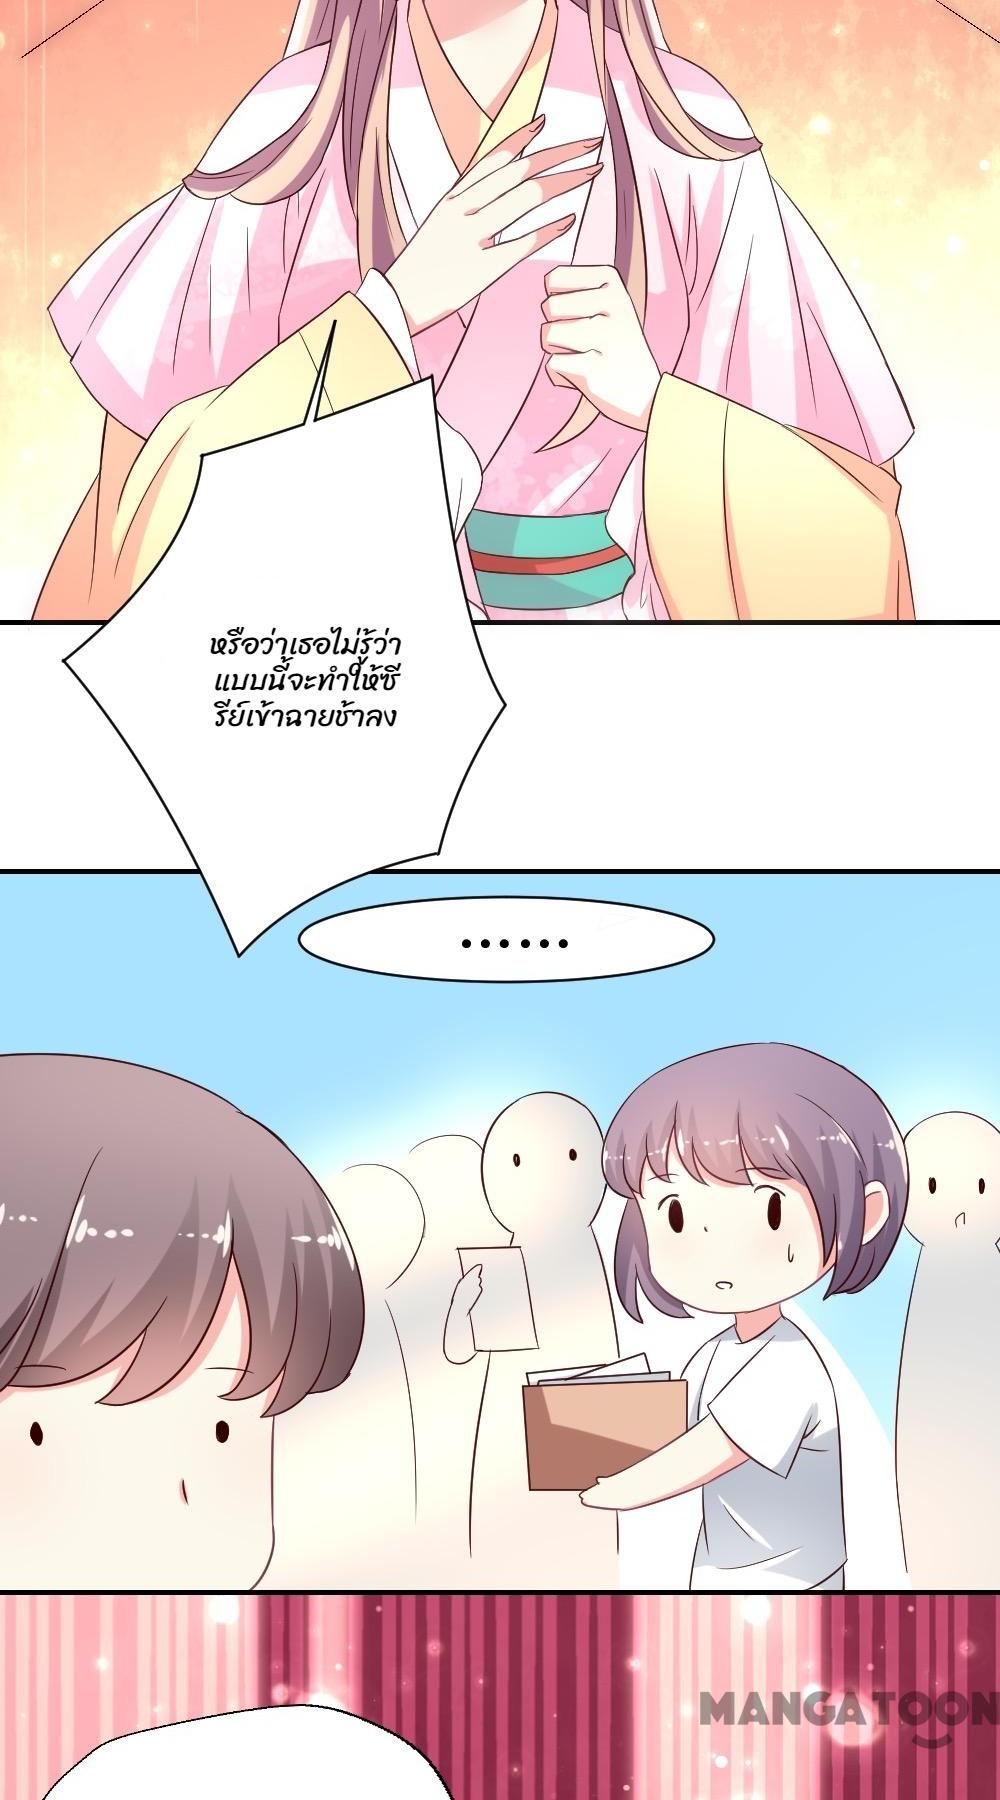 หรือว่าเธอไม่รู้ว่า
แบบนี้จะทำให้ซี
รีย์เข้าฉายช้าลง
••••••
MANGATOON